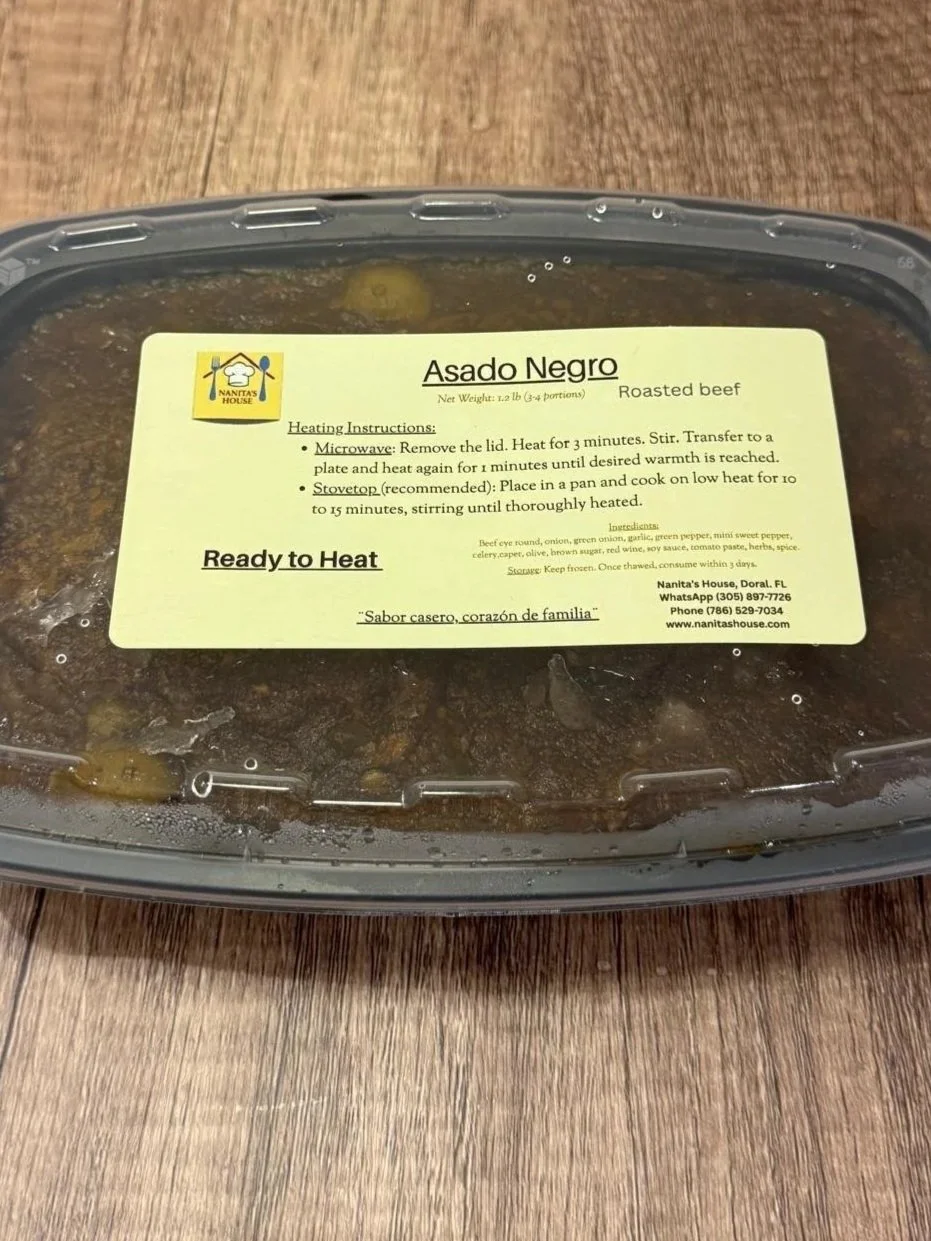 NANITA'S
HOUSE
Asado Negro
Net Weight: 1.2 lb (3-4 portions)
Roasted beef
Heating Instructions:
• Microwave: Remove the lid. Heat for 3 minutes. Stir. Transfer to a
plate and heat again for 1 minutes until desired warmth is reached.
• Stovetop (recommended): Place in a pan and cook on low heat for 10
to 15 minutes, stirring until thoroughly heated.
Ingredients:
Beef eye round, onion, green onion, garlic, green pepper, mini sweet pepper,
celery,caper, olive, brown sugar, red wine, soy sauce, tomato paste, herbs, spice.
Storage: Keep frozen. Once thawed, consume within 3 days.
Ready to Heat
Nanita's House, Doral. FL
WhatsApp (305) 897-7726
Phone (786) 529-7034
www.nanitashouse.com
¨Sabor casero, corazón de familia¨